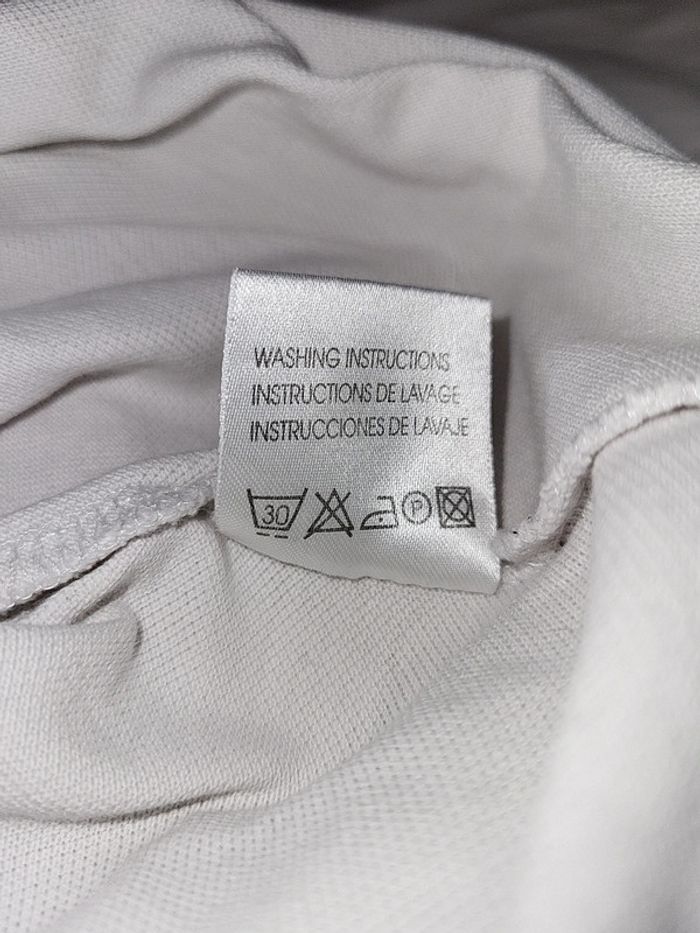 WASHING INSTRUCTIONS
INSTRUCTIONS DE LAVAGE
INSTRUCCIONES DE LAVAJE
30 P